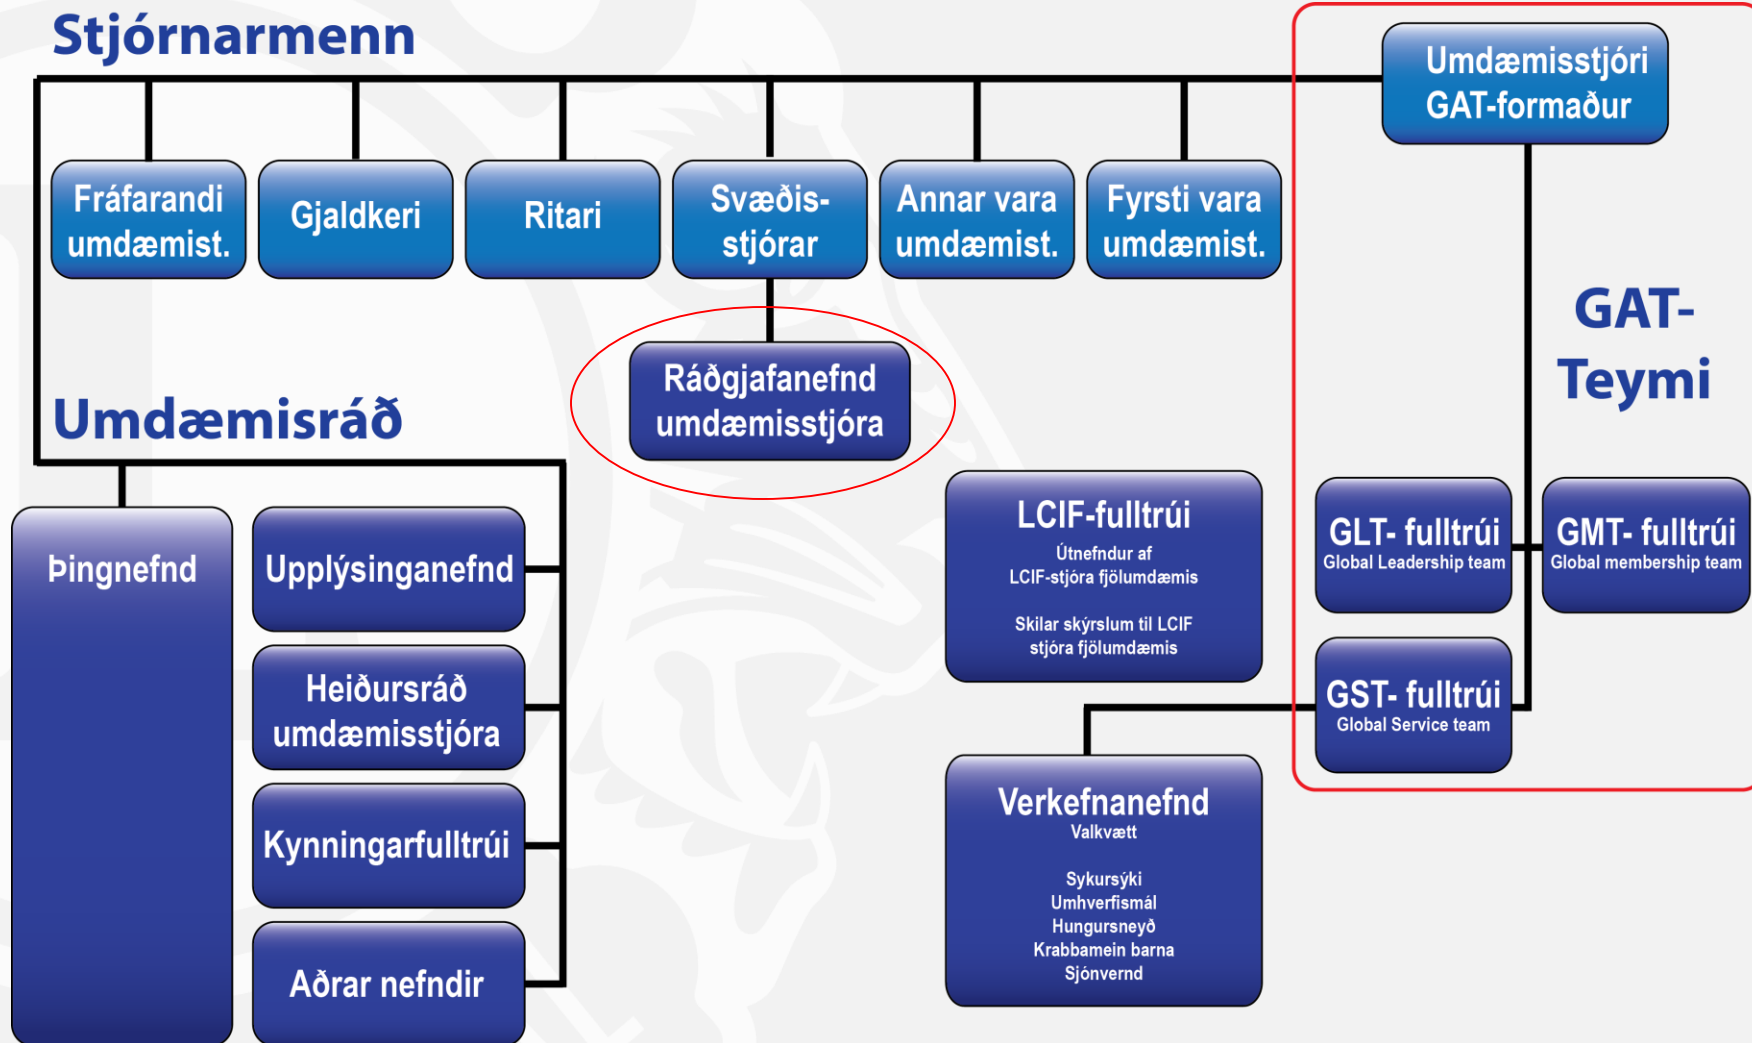 Stjórnarmenn
Umdæmisstjóri
GAT-formaður
Fráfarandi
umdæmist.
Gjaldkeri
Ritari
Svæðis-
stjórar
Annar vara
umdæmist.
Fyrsti vara
umdæmist.
Ráðgjafanefnd
umdæmisstjóra
GAT-
Teymi
Umdæmisráð
Þingnefnd
Upplýsinganefnd
Heiðursráð
umdæmisstjóra
Kynningarfulltrúi
Aðrar nefndir
LCIF-fulltrúi
Útnefndur af
LCIF-stjóra fjölumdæmis
Skilar skýrslum til LCIF
stjóra fjölumdæmis
GLT- fulltrúi
Global Leadership team
GMT- fulltrúi
Global membership team
GST- fulltrúi
Global Service team
Verkefnanefnd
Valkvætt
Sykursýki
Umhverfismál
Hungursneyð
Krabbamein barna
Sjónvernd